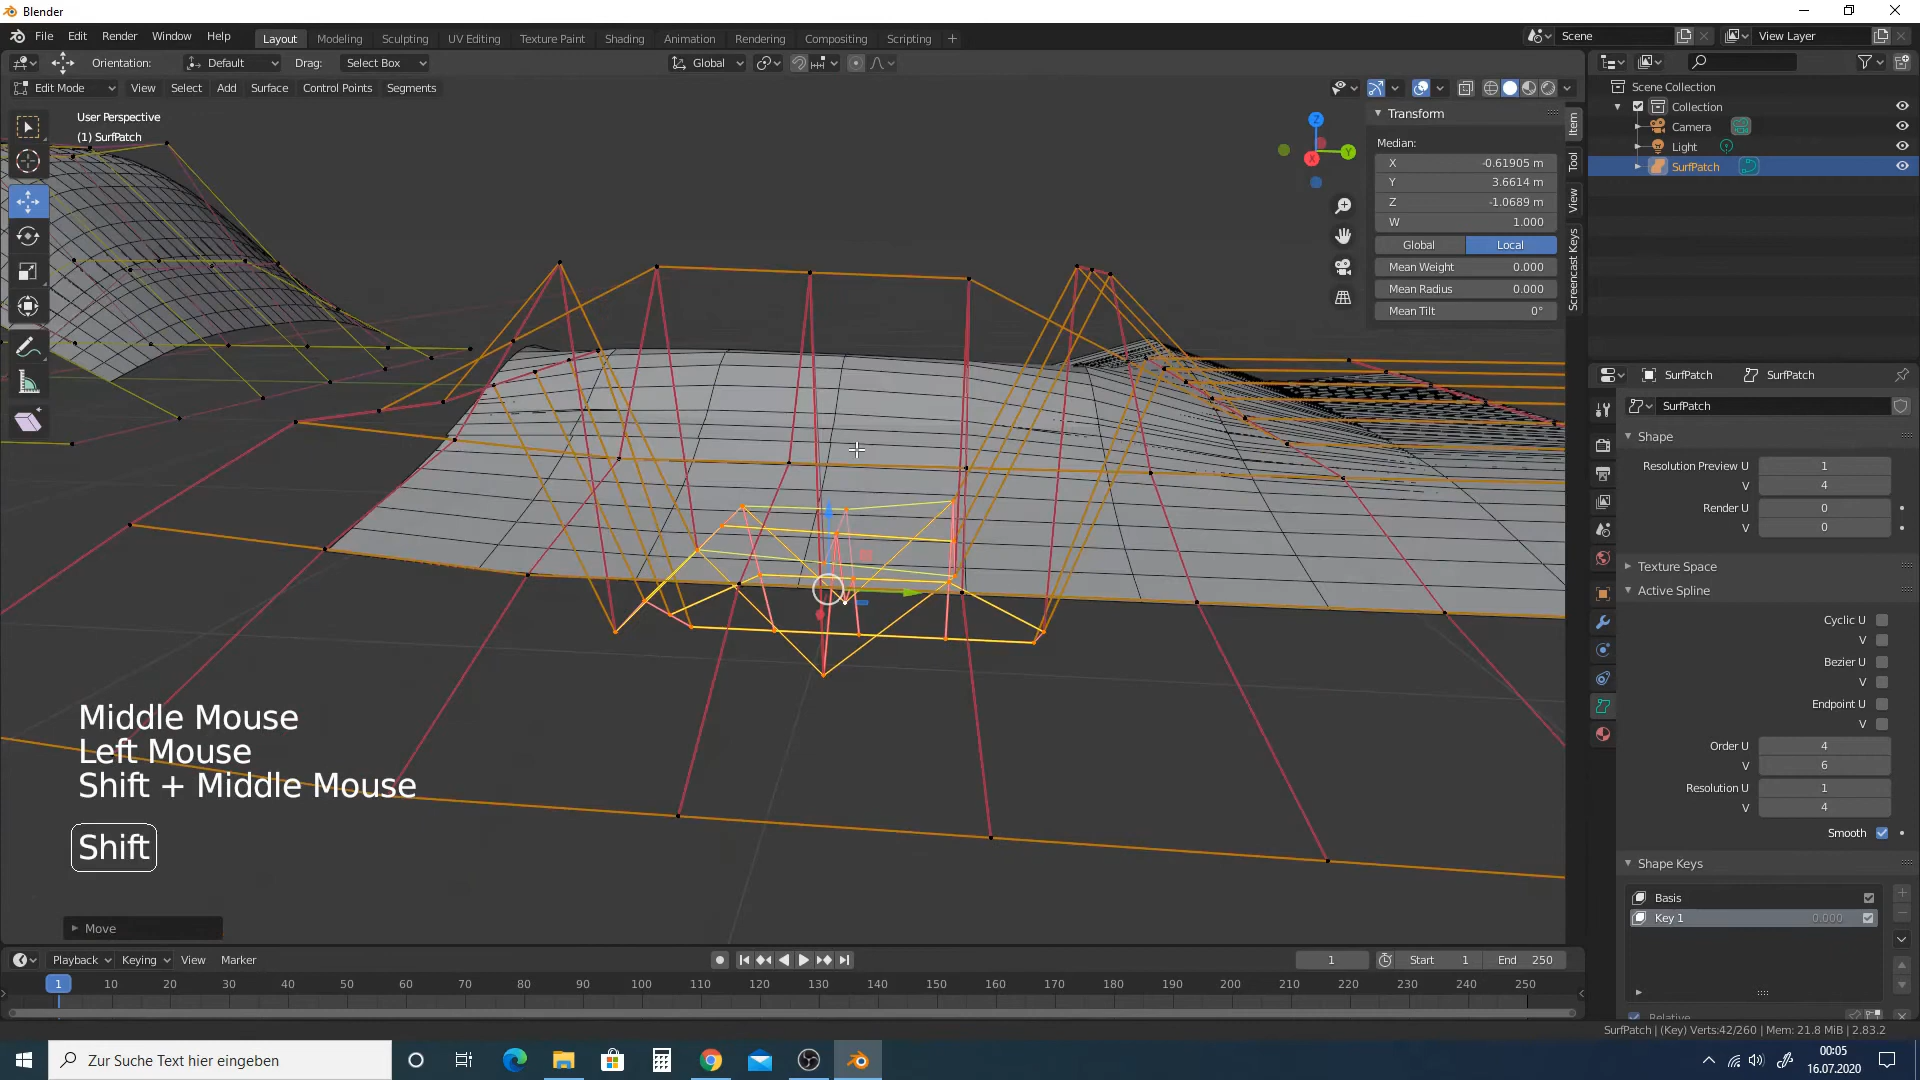 Blender
File Edit Render Window Help
Layout Modeling Sculpting UV Editing Texture Paint Shading Animation Rendering Compositing Scripting +
Scene
View Layer
Orientation: Default Drag: Select Box
Global
Edit Mode View Select Add Surface Control Points Segments
User Perspective
(1) SurfPatch
Z
Y
X
Transform
Median:
X -0.61905 m
Y 3.6614 m
Z -1.0689 m
W 1.000
Global Local
Mean Weight 0.000
Mean Radius 0.000
Mean Tilt 0°
Item
Tool
View
Screencast Keys
Scene Collection
Collection
Camera
Light
SurfPatch
SurfPatch SurfPatch
SurfPatch
Shape
Resolution Preview U 1
V 4
Render U 0
V 0
Texture Space
Active Spline
Cyclic U
V
Bezier U
V
Endpoint U
V
Order U 4
V 6
Resolution U 1
V 4
Smooth
Shape Keys
Basis
Key 1 0.000
Relative
Middle Mouse
Left Mouse
Shift + Middle Mouse
Shift
Move
Playback Keying View Marker
1
Start 1
End 250
1 10 20 30 40 50 60 70 80 90 100 110 120 130 140 150 160 170 180 190 200 210 220 230 240 250
SurfPatch | (Key) Verts:42/260 | Mem: 21.8 MiB | 2.83.2
Zur Suche Text hier eingeben
00:05
16.07.2020